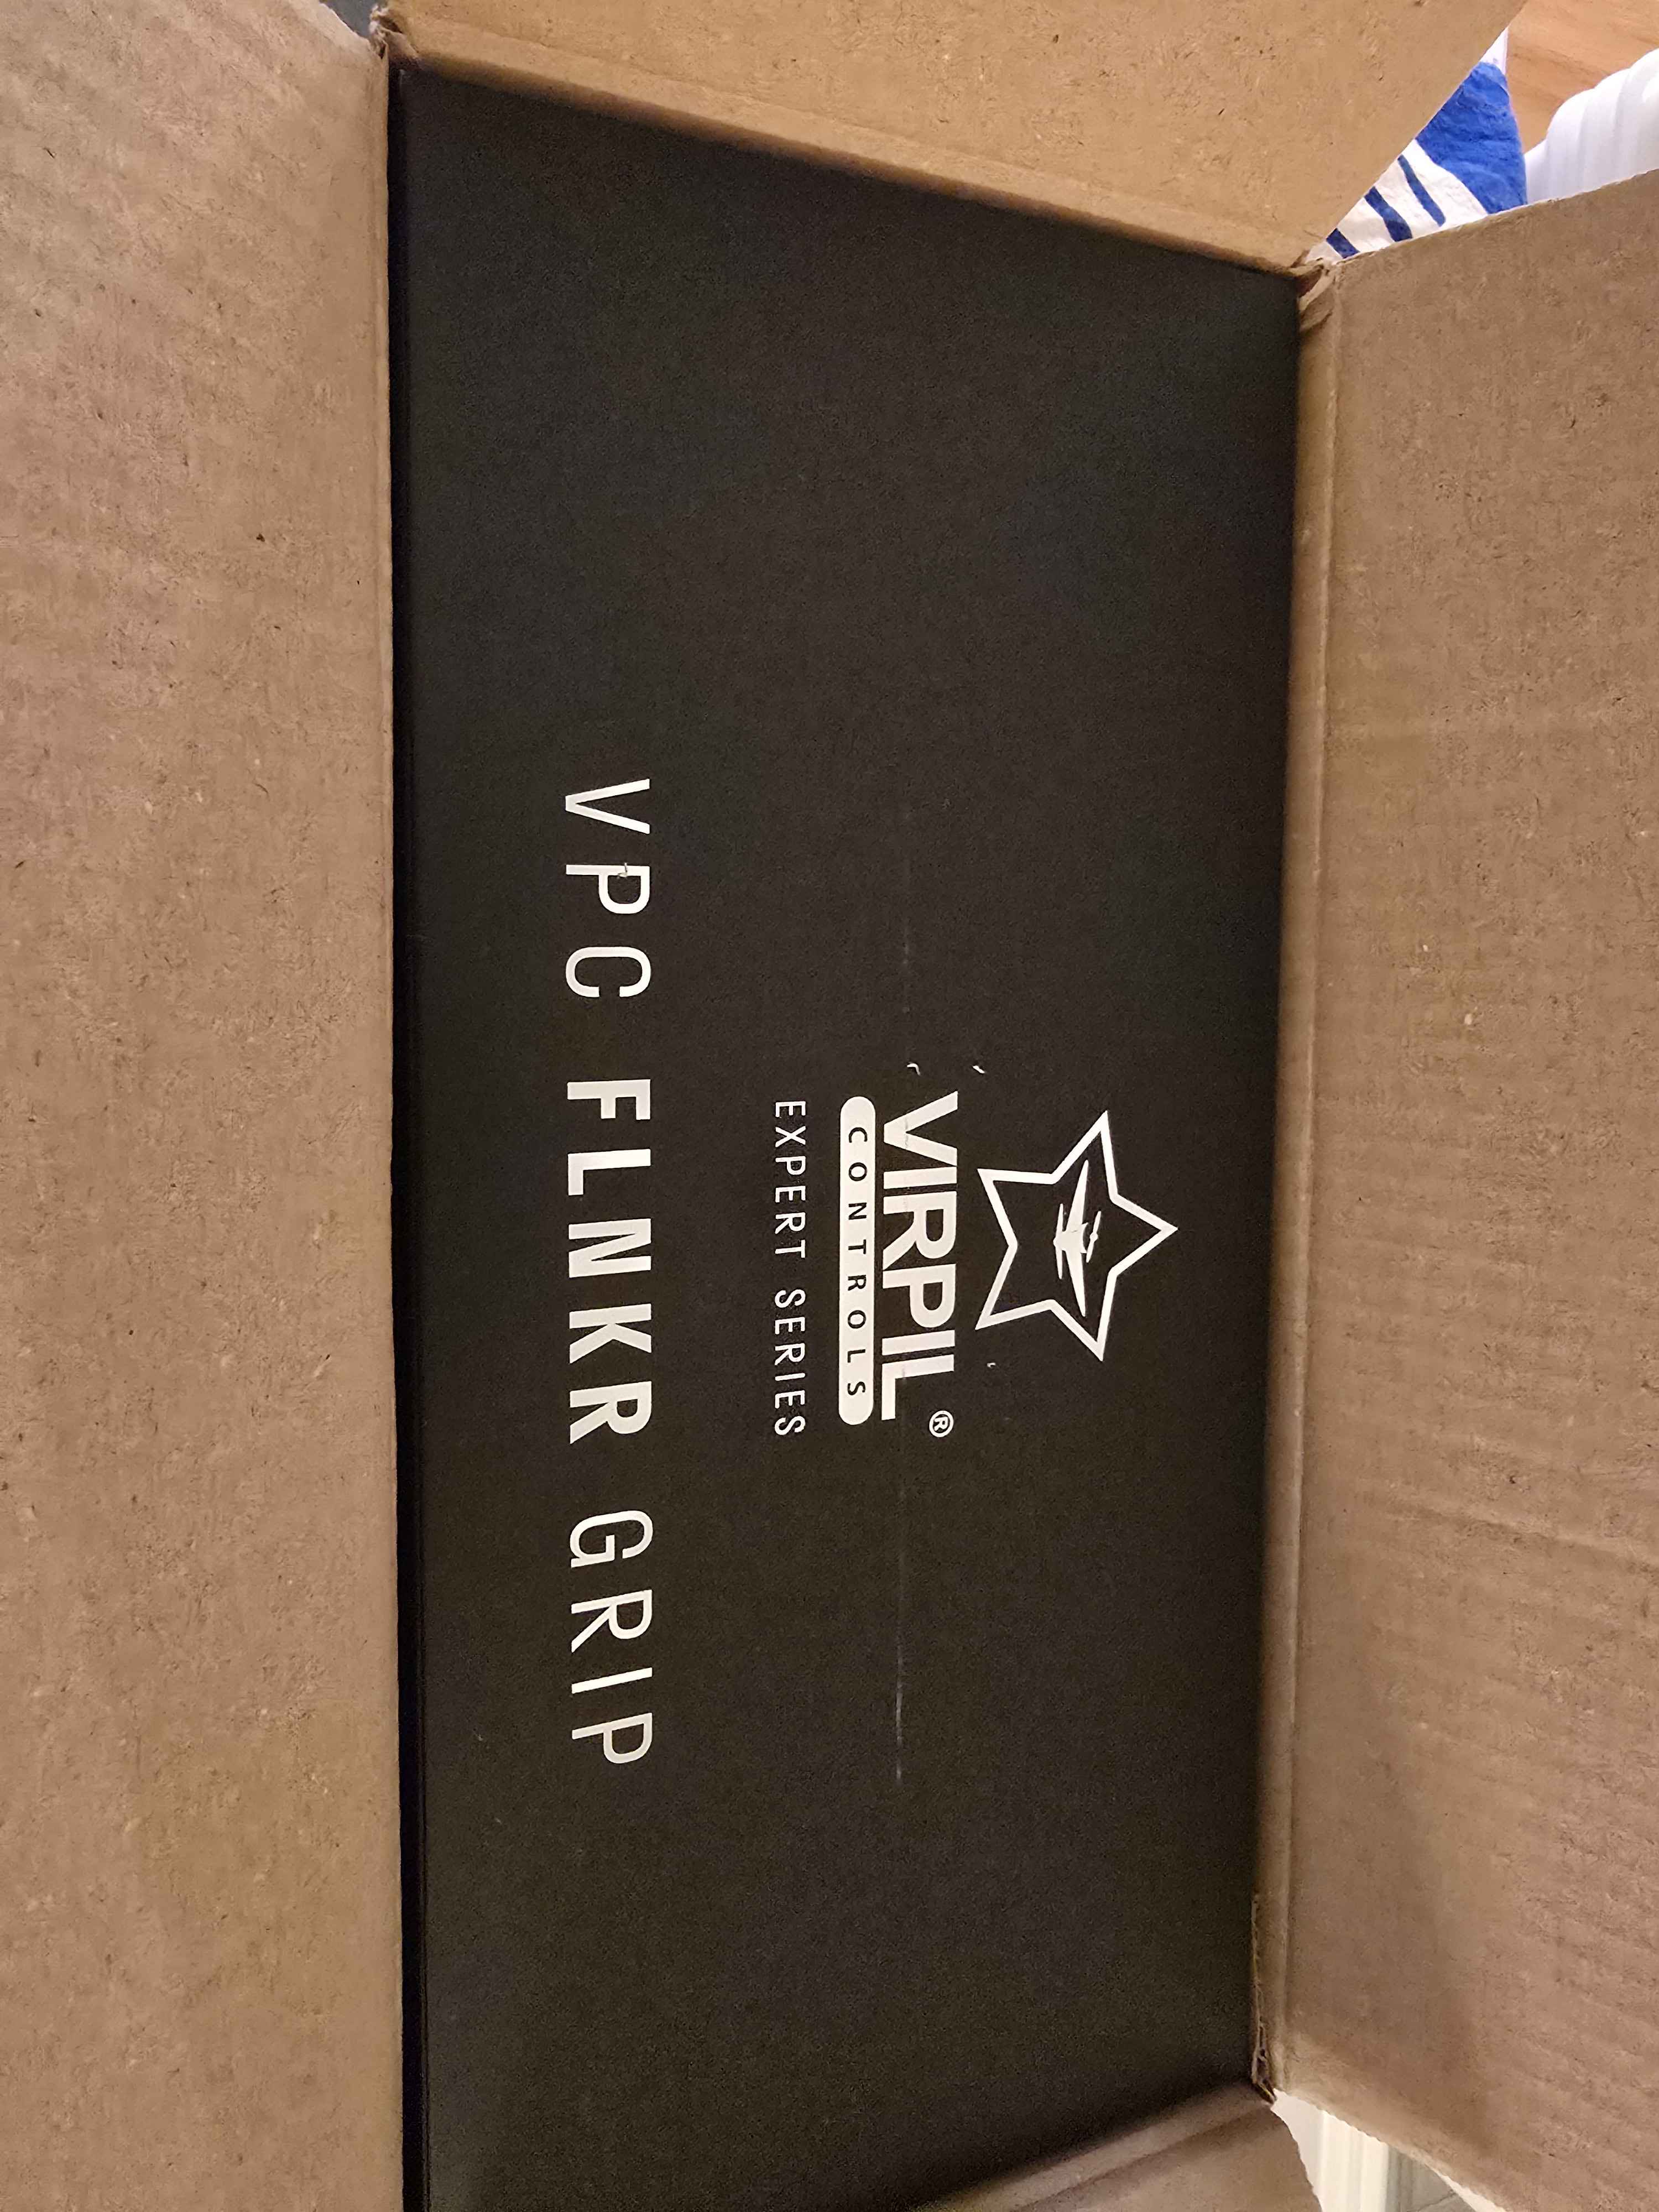 VIRPIL®
CONTROLS
EXPERT SERIES
VPC FLNKR GRIP